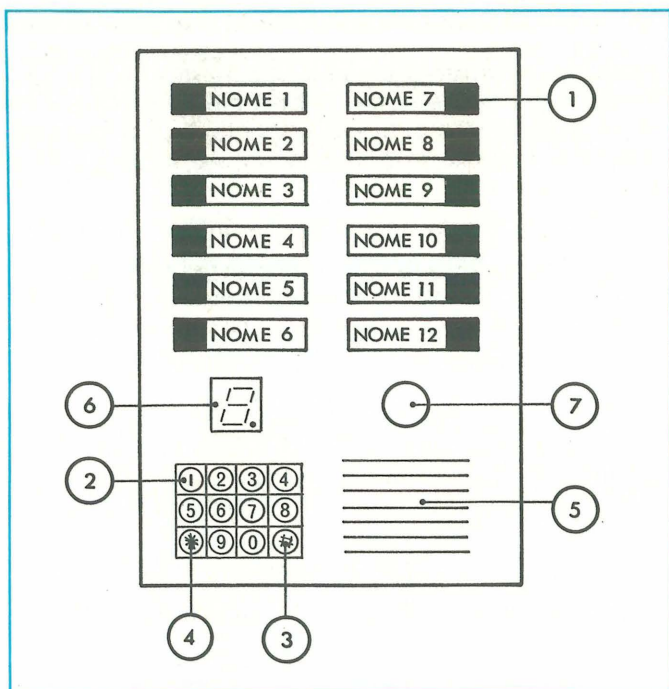 NOME 1 NOME 7 1
NOME 2 NOME 8
NOME 3 NOME 9
NOME 4 NOME 10
NOME 5 NOME 11
NOME 6 NOME 12
6 8. 7
2 1 2 3 4
5 6 7 8 5
* 9 0 #
4 3